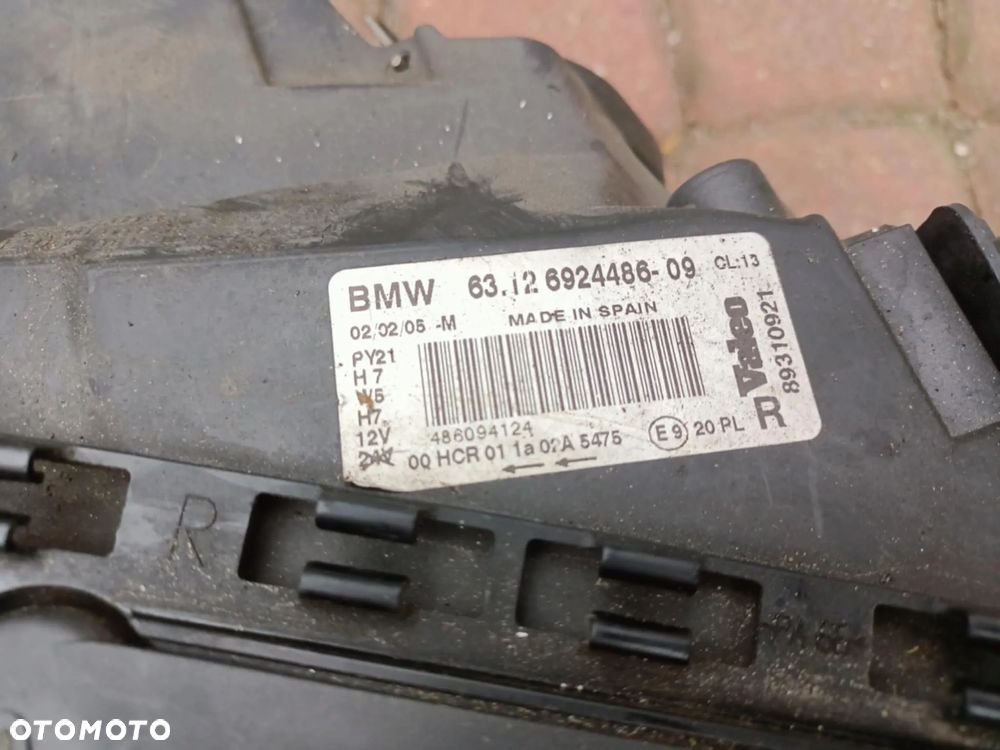 BMW 63.12 6924486-09 CL:13
02/02/05 -M MADE IN SPAIN
PY21
H7
W5
H7
12V
24V
486094124
00 HCR 01 1a 02A 5475 E9 20 PL
Valeo
89310921
R
R
OTOMOTO